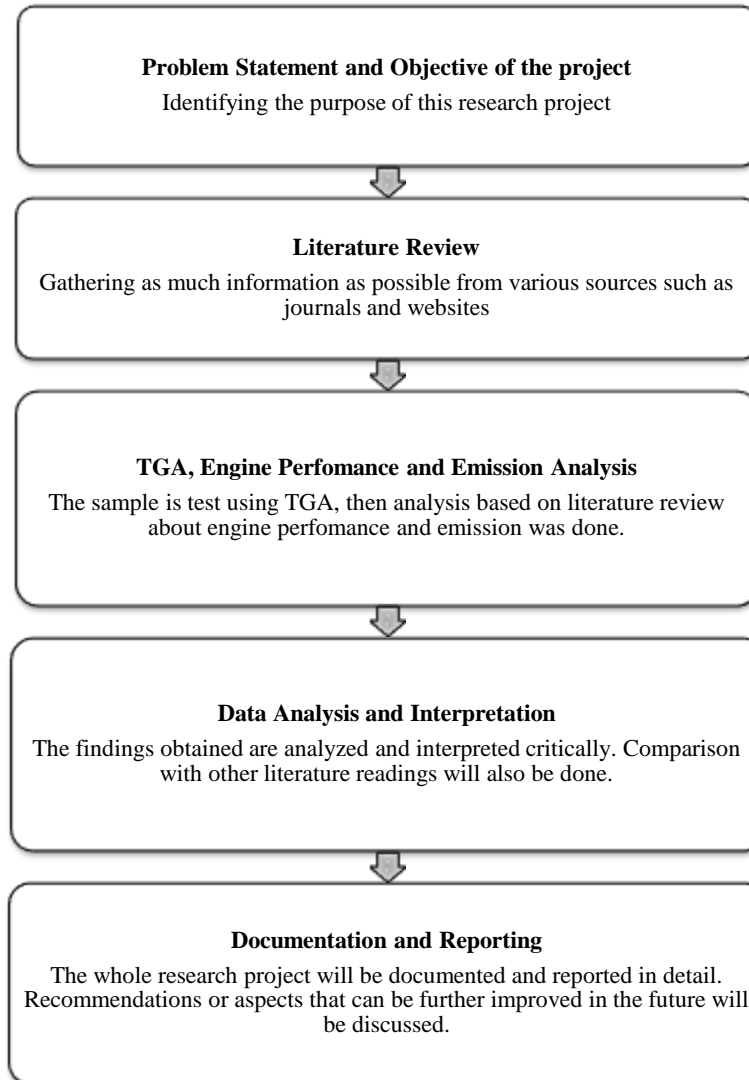 Problem Statement and Objective of the project
Identifying the purpose of this research project
Literature Review
Gathering as much information as possible from various sources such as
journals and websites
TGA, Engine Perfomance and Emission Analysis
The sample is test using TGA, then analysis based on literature review
about engine perfomance and emission was done.
Data Analysis and Interpretation
The findings obtained are analyzed and interpreted critically. Comparison
with other literature readings will also be done.
Documentation and Reporting
The whole research project will be documented and reported in detail.
Recommendations or aspects that can be further improved in the future will
be discussed.